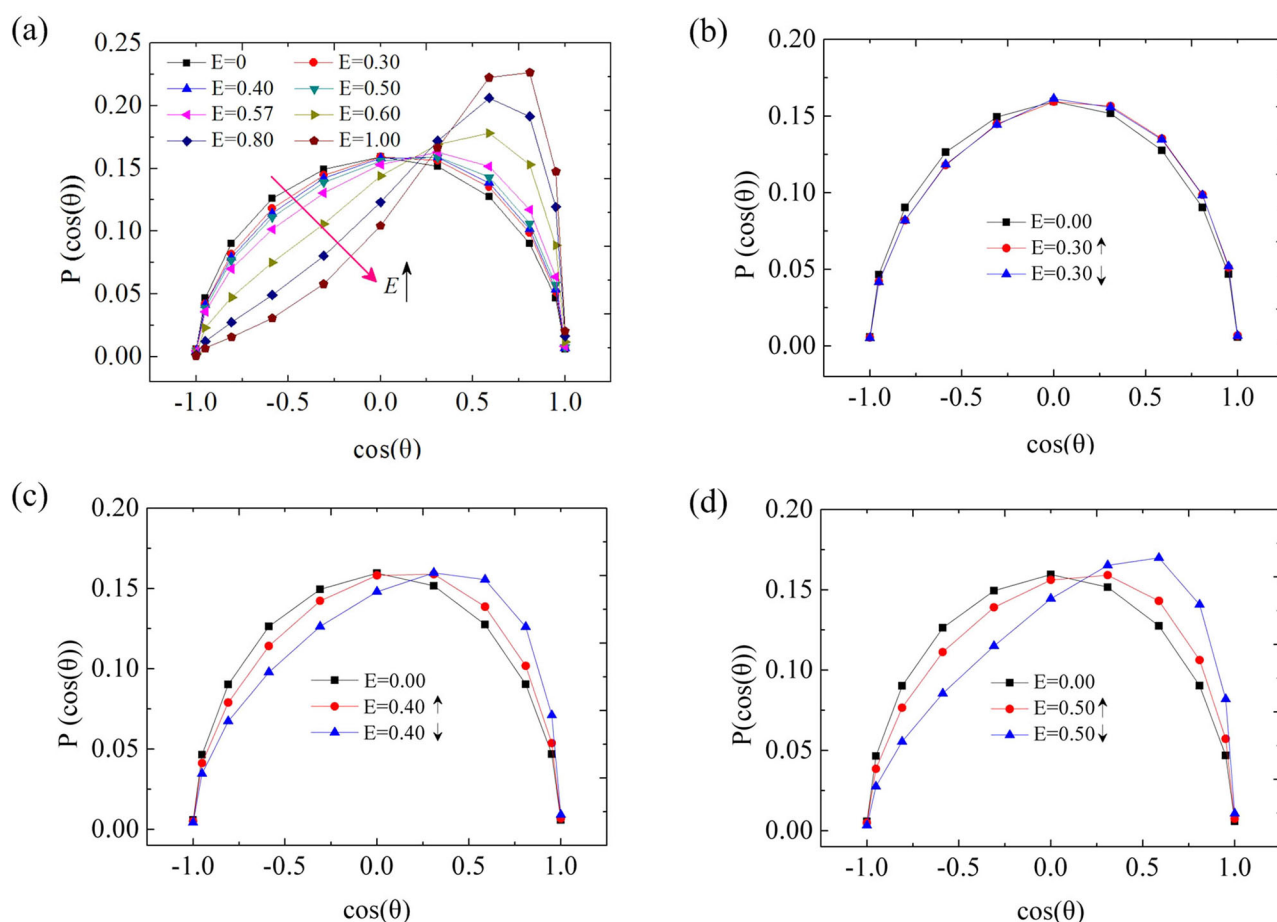 (a)
0.25
0.20
0.15
0.10
0.05
0.00
P (cos(θ))
E=0 E=0.30
E=0.40 E=0.50
E=0.57 E=0.60
E=0.80 E=1.00
E
-1.0 -0.5 0.0 0.5 1.0
cos(θ)
(b)
0.20
0.15
0.10
0.05
0.00
P (cos(θ))
E=0.00
E=0.30
E=0.30
-1.0 -0.5 0.0 0.5 1.0
cos(θ)
(c)
0.20
0.15
0.10
0.05
0.00
P (cos(θ))
E=0.00
E=0.40
E=0.40
-1.0 -0.5 0.0 0.5 1.0
cos(θ)
(d)
0.20
0.15
0.10
0.05
0.00
P(cos(θ))
E=0.00
E=0.50
E=0.50
-1.0 -0.5 0.0 0.5 1.0
cos(θ)